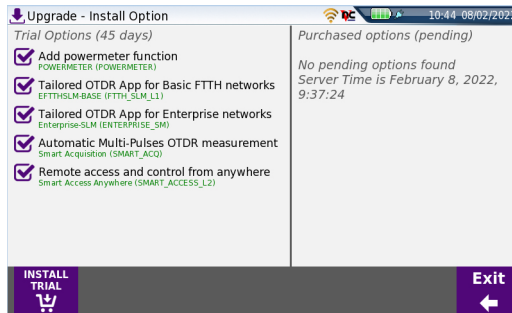 Upgrade - Install Option
10:44 08/02/202
Trial Options (45 days)
Add powermeter function
POWERMETER (POWERMETER)
Tailored OTDR App for Basic FTTH networks
EFTTHSLM-BASE (FTTH_SLM_L1)
Tailored OTDR App for Enterprise networks
Enterprise-SLM (ENTERPRISE_SM)
Automatic Multi-Pulses OTDR measurement
Smart Acquisition (SMART_ACQ)
Remote access and control from anywhere
Smart Access Anywhere (SMART_ACCESS_L2)
Purchased options (pending)
No pending options found
Server Time is February 8, 2022,
9:37:24
INSTALL
TRIAL
Exit